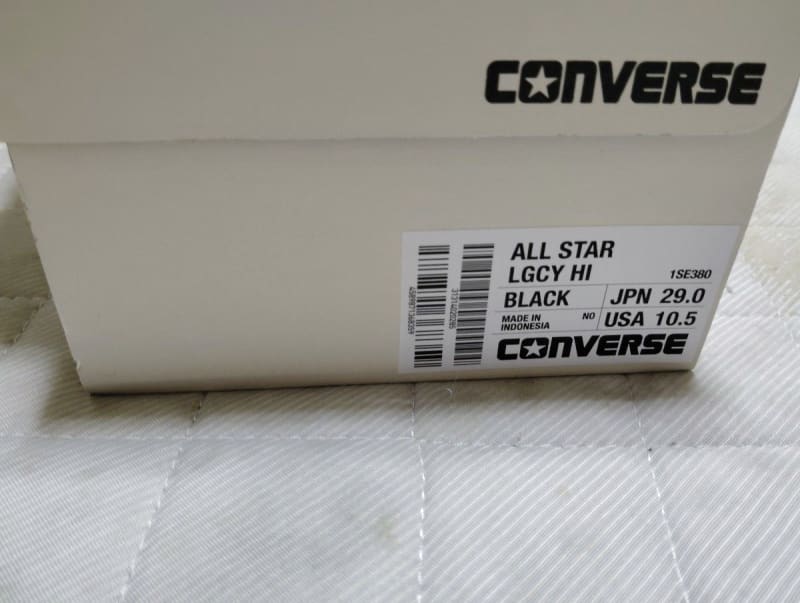 CONVERSE
ALL STAR
LGCY HI
1SE380
BLACK
JPN 29.0
MADE IN
INDONESIA
NO
USA 10.5
CONVERSE